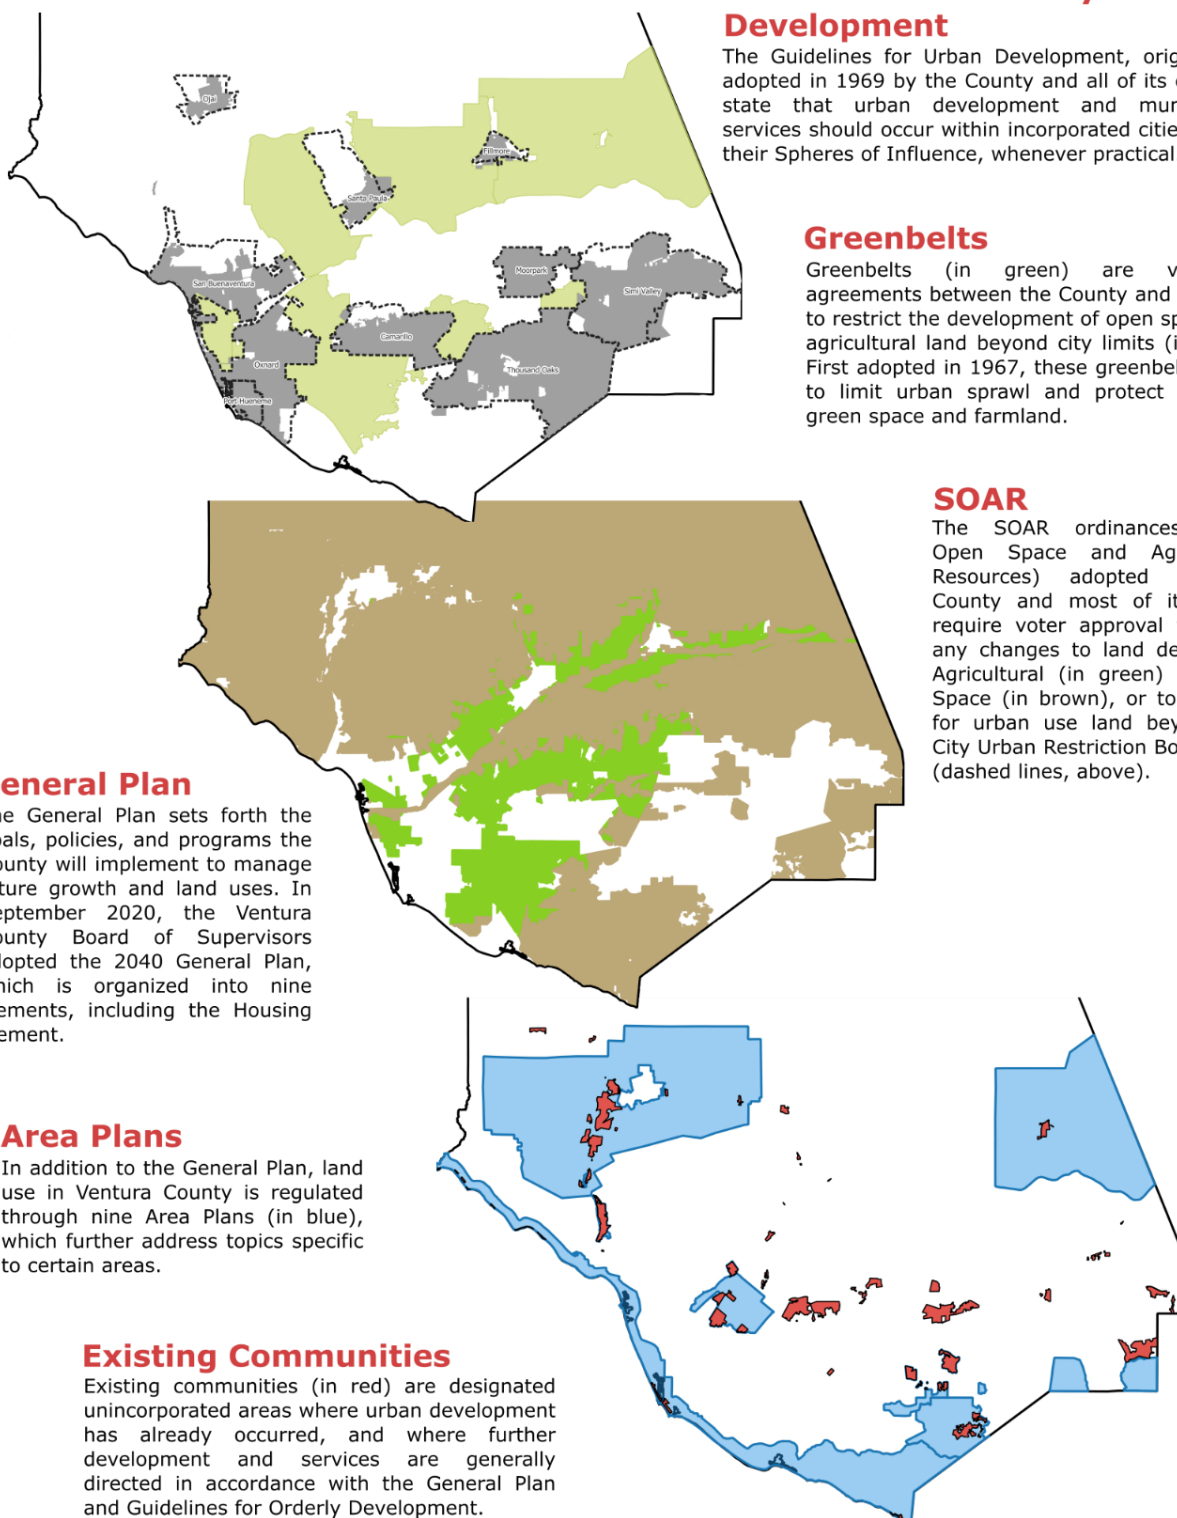 Development
The Guidelines for Urban Development, orig
adopted in 1969 by the County and all of its
state that urban development and mun
services should occur within incorporated citie
their Spheres of Influence, whenever practical
Ojai
Fillmore
Santa Paula
Moorpark
Simi Valley
San Buenaventura
Camarillo
Oxnard
Thousand Oaks
Port Hueneme
Greenbelts
Greenbelts (in green) are v
agreements between the County and
to restrict the development of open sp
agricultural land beyond city limits (i
First adopted in 1967, these greenbel
to limit urban sprawl and protect
green space and farmland.
SOAR
The SOAR ordinances
Open Space and Ag
Resources) adopted
County and most of it
require voter approval
any changes to land de
Agricultural (in green)
Space (in brown), or to
for urban use land bey
City Urban Restriction Bo
(dashed lines, above).
eneral Plan
e General Plan sets forth the
als, policies, and programs the
ounty will implement to manage
ture growth and land uses. In
eptember 2020, the Ventura
ounty Board of Supervisors
dopted the 2040 General Plan,
hich is organized into nine
ements, including the Housing
ement.
Area Plans
In addition to the General Plan, land
use in Ventura County is regulated
through nine Area Plans (in blue),
which further address topics specific
to certain areas.
Existing Communities
Existing communities (in red) are designated
unincorporated areas where urban development
has already occurred, and where further
development and services are generally
directed in accordance with the General Plan
and Guidelines for Orderly Development.